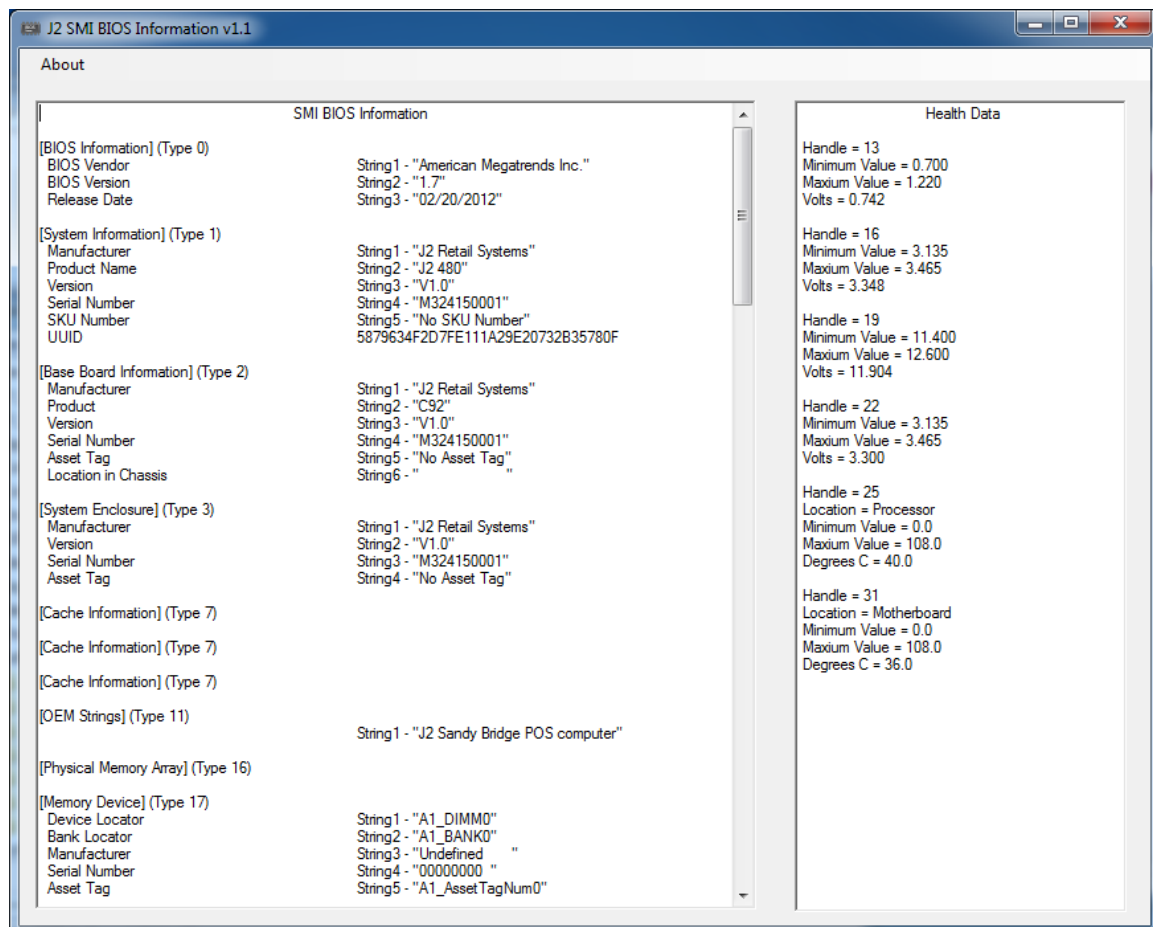 J2 SMI BIOS Information v1.1
About
SMI BIOS Information
[BIOS Information] (Type 0)
BIOS Vendor String1 - "American Megatrends Inc."
BIOS Version String2 - "1.7"
Release Date String3 - "02/20/2012"
[System Information] (Type 1)
Manufacturer String1 - "J2 Retail Systems"
Product Name String2 - "J2 480"
Version String3 - "V1.0"
Serial Number String4 - "M324150001"
SKU Number String5 - "No SKU Number"
UUID 5879634F2D7FE111A29E20732B35780F
[Base Board Information] (Type 2)
Manufacturer String1 - "J2 Retail Systems"
Product String2 - "C92"
Version String3 - "V1.0"
Serial Number String4 - "M324150001"
Asset Tag String5 - "No Asset Tag"
Location in Chassis String6 - "                    "
[System Enclosure] (Type 3)
Manufacturer String1 - "J2 Retail Systems"
Version String2 - "V1.0"
Serial Number String3 - "M324150001"
Asset Tag String4 - "No Asset Tag"
[Cache Information] (Type 7)
[Cache Information] (Type 7)
[Cache Information] (Type 7)
[OEM Strings] (Type 11)
String1 - "J2 Sandy Bridge POS computer"
[Physical Memory Array] (Type 16)
[Memory Device] (Type 17)
Device Locator String1 - "A1_DIMM0"
Bank Locator String2 - "A1_BANK0"
Manufacturer String3 - "Undefined      "
Serial Number String4 - "00000000 "
Asset Tag String5 - "A1_AssetTagNum0"
Health Data
Handle = 13
Minimum Value = 0.700
Maxium Value = 1.220
Volts = 0.742
Handle = 16
Minimum Value = 3.135
Maxium Value = 3.465
Volts = 3.348
Handle = 19
Minimum Value = 11.400
Maxium Value = 12.600
Volts = 11.904
Handle = 22
Minimum Value = 3.135
Maxium Value = 3.465
Volts = 3.300
Handle = 25
Location = Processor
Minimum Value = 0.0
Maxium Value = 108.0
Degrees C = 40.0
Handle = 31
Location = Motherboard
Minimum Value = 0.0
Maxium Value = 108.0
Degrees C = 36.0